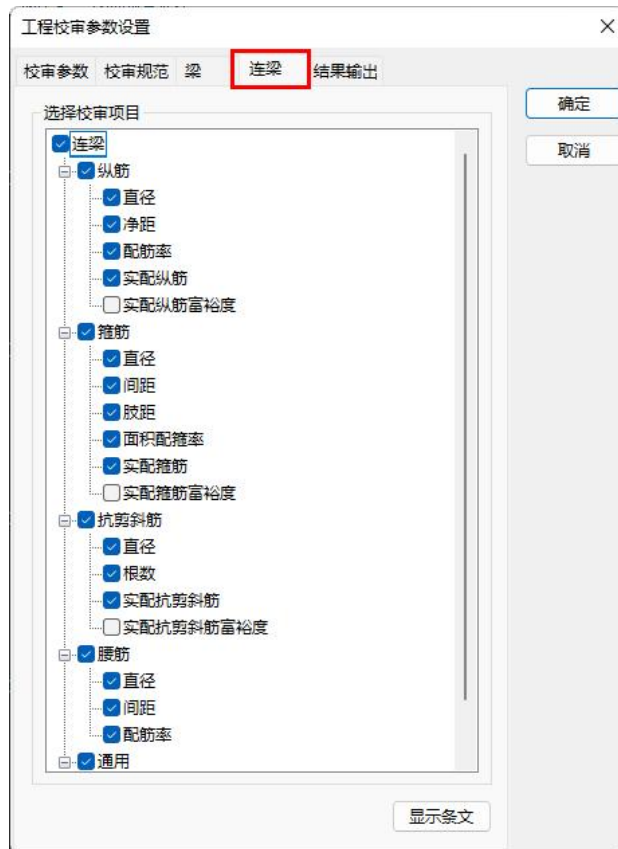 工程校审参数设置
校审参数 校审规范 梁 连梁 结果输出
确定
选择校审项目
取消
连梁
纵筋
直径
净距
配筋率
实配纵筋
实配纵筋富裕度
箍筋
直径
间距
肢距
面积配箍率
实配箍筋
实配箍筋富裕度
抗剪斜筋
直径
根数
实配抗剪斜筋
实配抗剪斜筋富裕度
腰筋
直径
间距
配筋率
通用
显示条文